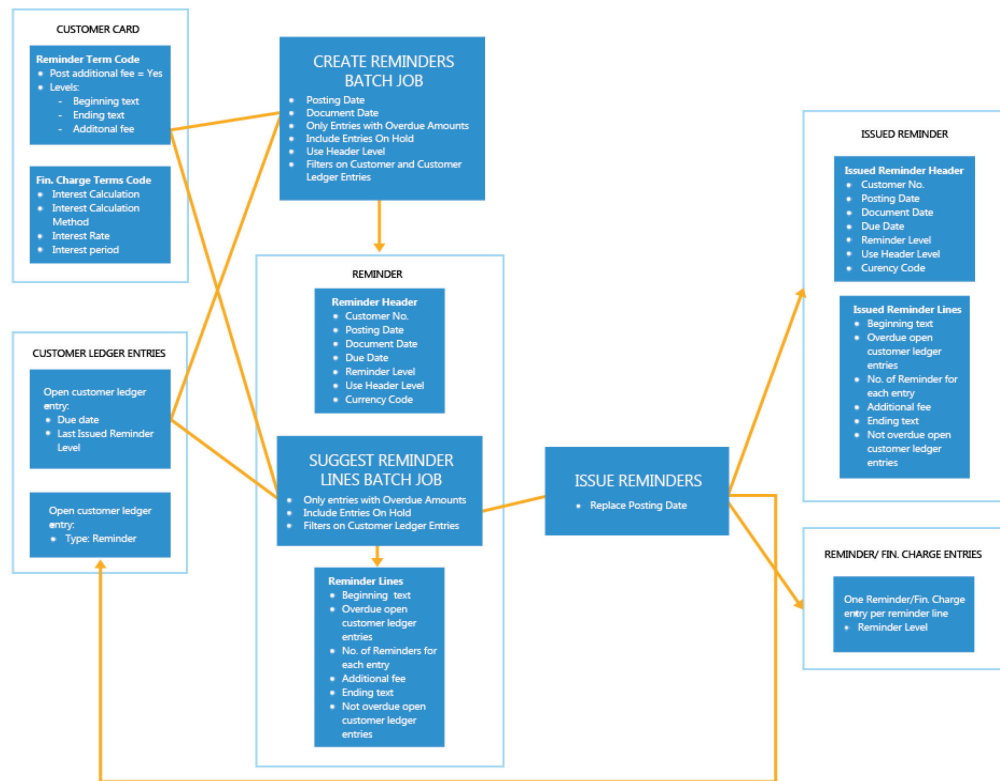 CUSTOMER CARD
Reminder Term Code
Post additional fee = Yes
Levels:
- Beginning text
- Ending text
- Additonal fee
Fin. Charge Terms Code
Interest Calculation
Interest Calculation
Method
Interest Rate
Interest period
CUSTOMER LEDGER ENTRIES
Open customer ledger
entry:
Due date
Last Issued Reminder
Level
Open customer ledger
entry:
Type: Reminder
CREATE REMINDERS
BATCH JOB
Posting Date
Document Date
Only Entries with Overdue Amounts
Include Entries On Hold
Use Header Level
Filters on Customer and Customer
Ledger Entries
REMINDER
Reminder Header
Customer No.
Posting Date
Document Date
Due Date
Reminder Level
Use Header Level
Currency Code
SUGGEST REMINDER
LINES BATCH JOB
Only entries with Overdue Amounts
Include Entries On Hold
Filters on Customer Ledger Entries
Reminder Lines
Beginning text
Overdue open
customer ledger
entries
No. of Reminders for
each entry
Additional fee
Ending text
Not overdue open
customer ledger
entries
ISSUE REMINDERS
Replace Posting Date
ISSUED REMINDER
Issued Reminder Header
Customer No.
Posting Date
Document Date
Due Date
Reminder Level
Use Header Level
Curency Code
Issued Reminder Lines
Beginning text
Overdue open
customer ledger
entries
No. of Reminder for
each entry
Additional fee
Ending text
Not overdue open
customer ledger
entries
REMINDER/ FIN. CHARGE ENTRIES
One Reminder/Fin. Charge
entry per reminder line
Reminder Level